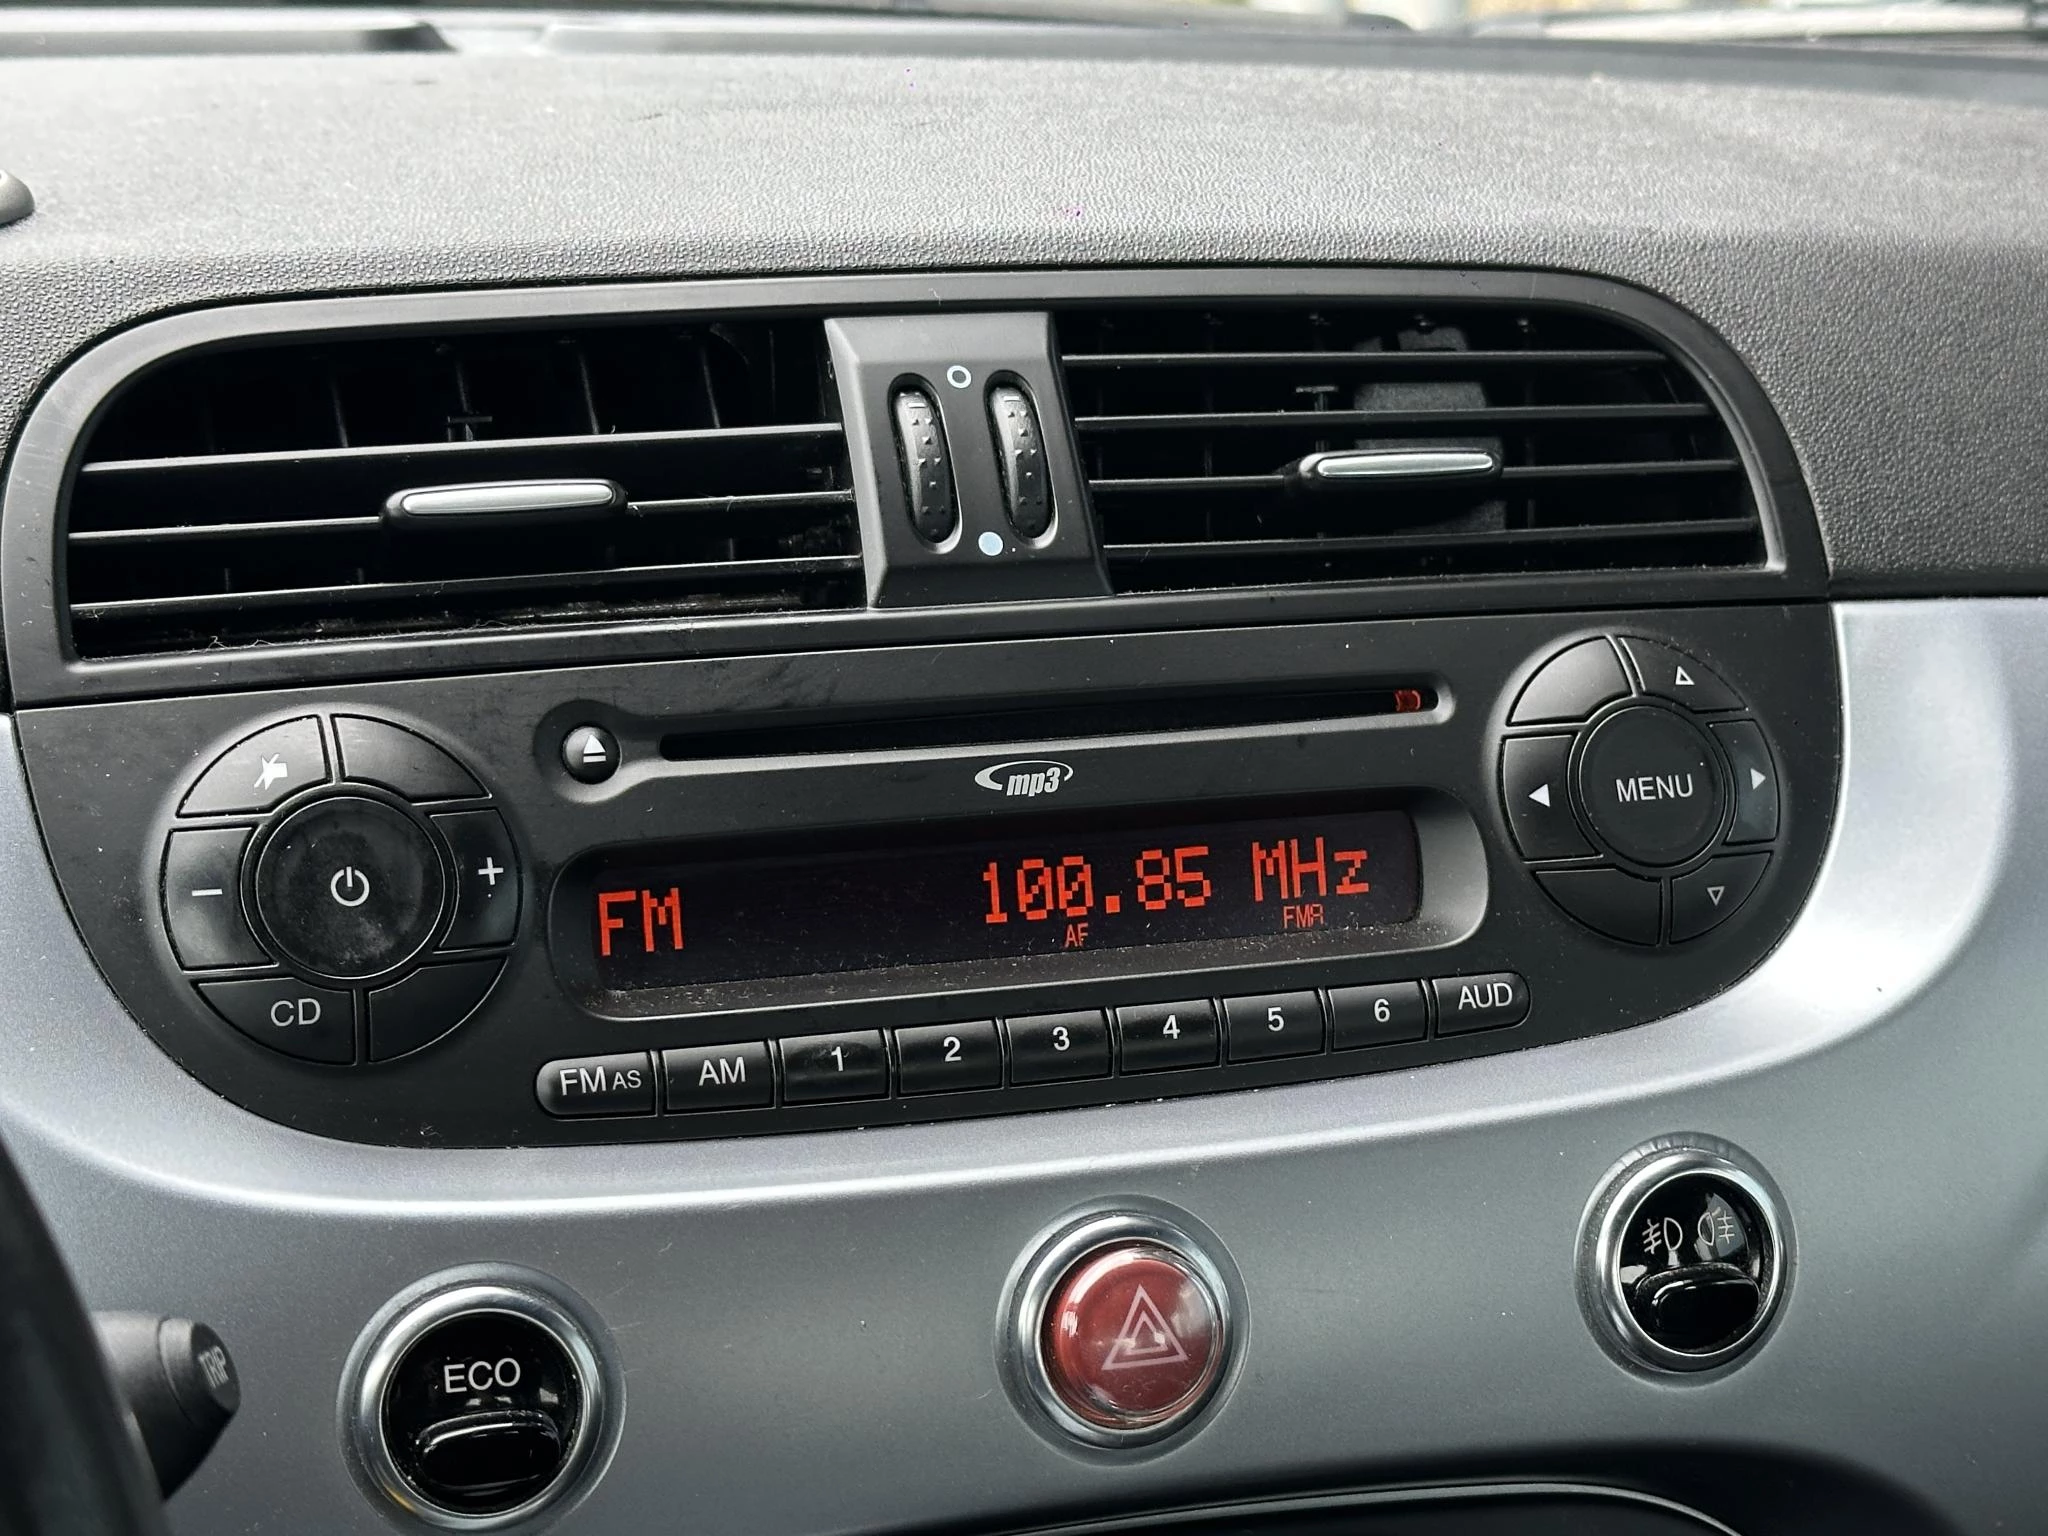 mp3
MENU
FM 100.85 MHz
AF FMA
CD
FM AS AM 1 2 3 4 5 6 AUD
ECO
TRIP